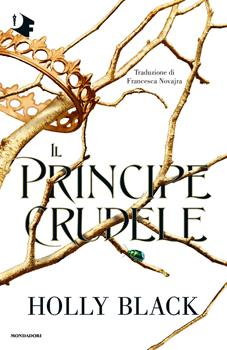 Traduzione di
Francesca Novajra
IL
PRINCIPE
CRUDELE
HOLLY BLACK
MONDADORI